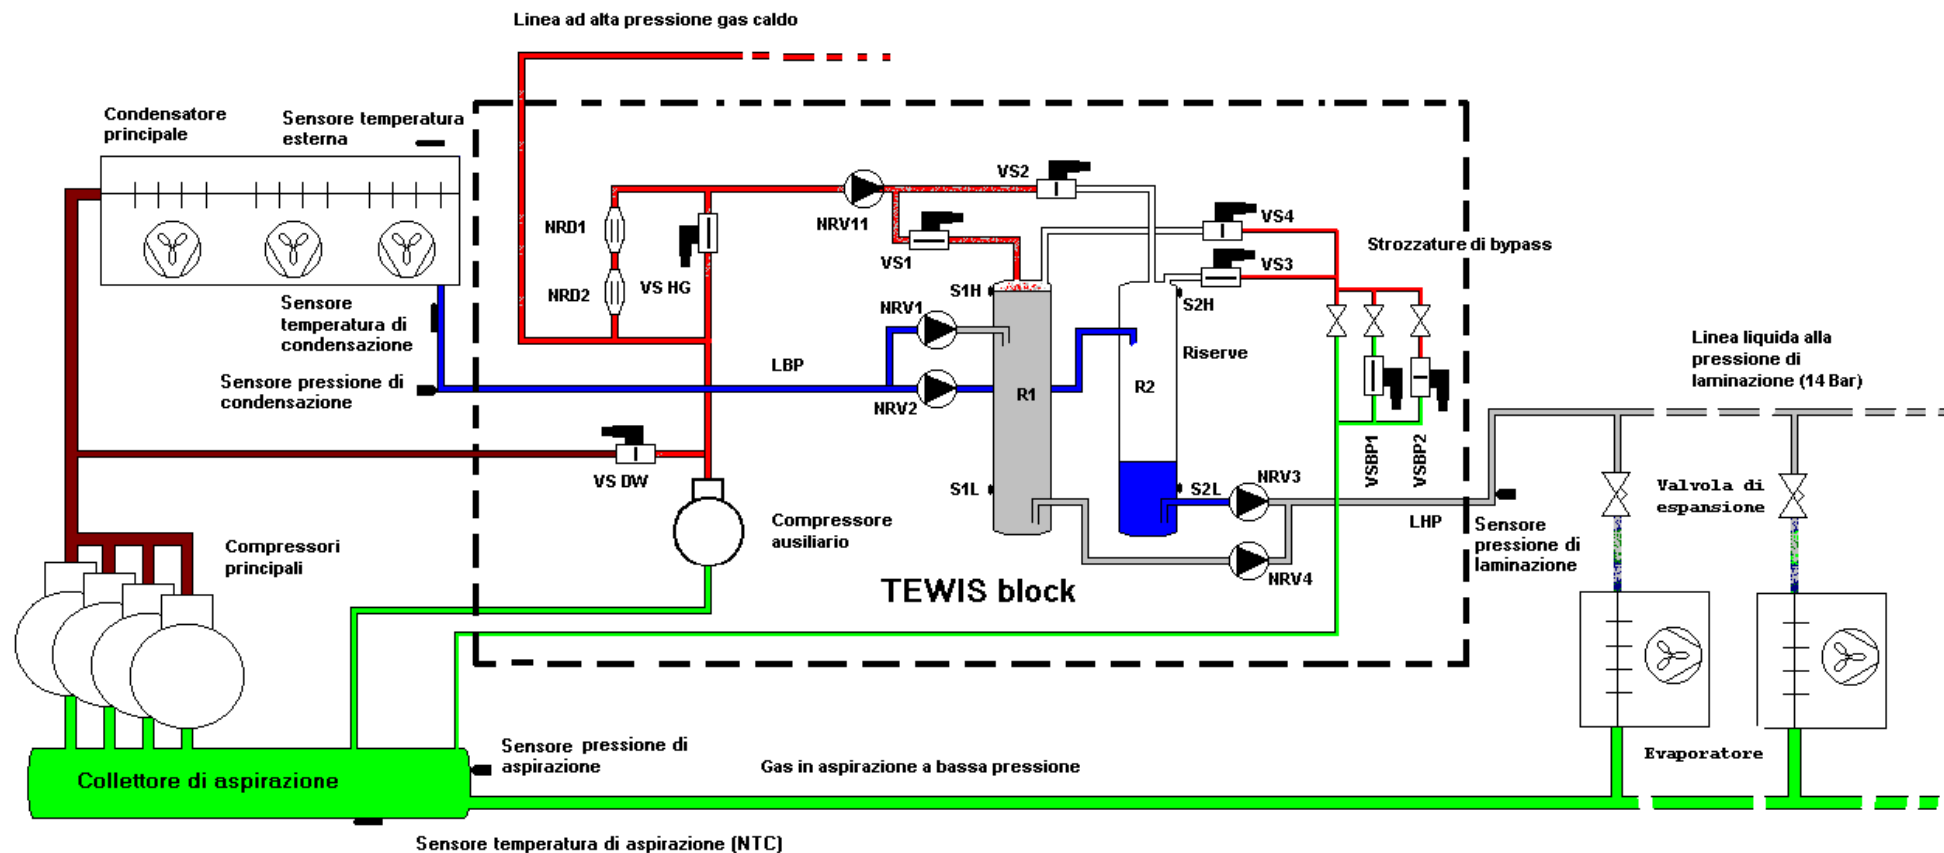 Linea ad alta pressione gas caldo
Condensatore
principale
Sensore temperatura
esterna
VS2
NRD1
NRV11
VS4
Strozzature di bypass
VS1
VS3
NRD2
VS HG
S1H
S2H
Sensore
temperatura di
condensazione
NRV1
Riserve
Linea liquida alla
pressione di
laminazione (14 Bar)
LBP
Sensore pressione di
condensazione
R1
R2
NRV2
VSBP1
VSBP2
VS DW
NRV3
S1L
S2L
Valvola di
espansione
Compressore
ausiliario
LHP
Sensore
pressione di
laminazione
Compressori
principali
NRV4
TEWIS block
Sensore pressione di
aspirazione
Evaporatore
Collettore di aspirazione
Gas in aspirazione a bassa pressione
Sensore temperatura di aspirazione (NTC)